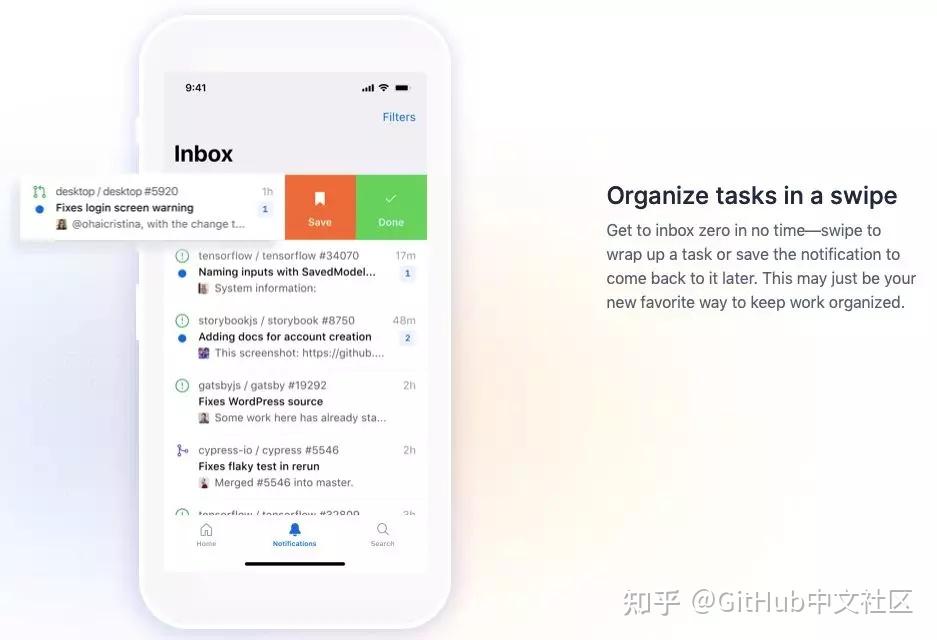 9:41
Filters
Inbox
desktop / desktop #5920 1h
Fixes login screen warning 1
@ohaicristina, with the change t...
Save
Done
tensorflow / tensorflow #34070 17m
Naming inputs with SavedModel... 1
System information:
storybookjs / storybook #8750 48m
Adding docs for account creation 2
This screenshot: https://github....
gatsbyjs / gatsby #19292 2h
Fixes WordPress source
Some work here has already sta...
cypress-io / cypress #5546 2h
Fixes flaky test in rerun
Merged #5546 into master.
tensorflow / tensorflow #32809 3h
Home
Notifications
Search
Organize tasks in a swipe
Get to inbox zero in no time—swipe to
wrap up a task or save the notification to
come back to it later. This may just be your
new favorite way to keep work organized.
知乎 @GitHub中文社区